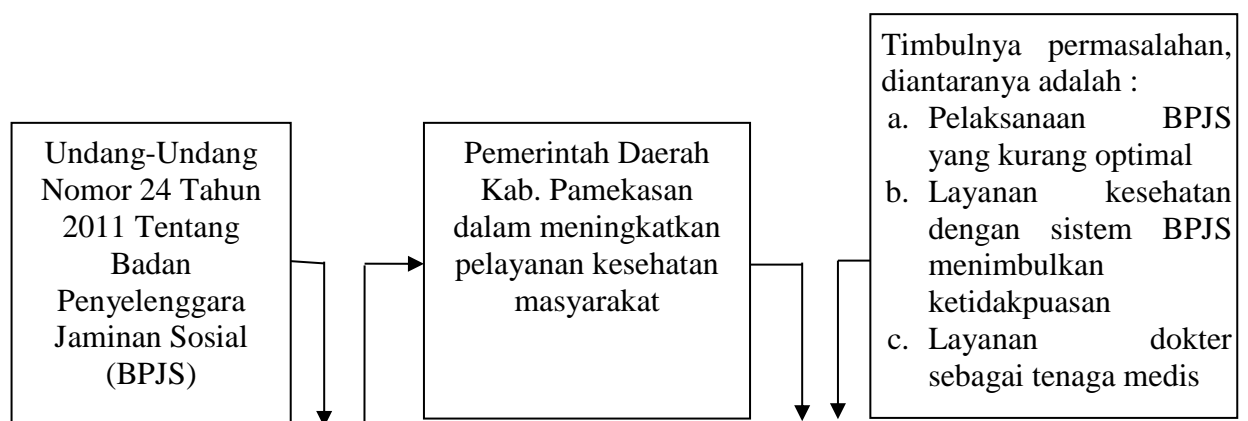 Undang-Undang
Nomor 24 Tahun
2011 Tentang
Badan
Penyelenggara
Jaminan Sosial
(BPJS)
Pemerintah Daerah
Kab. Pamekasan
dalam meningkatkan
pelayanan kesehatan
masyarakat
Timbulnya permasalahan,
diantaranya adalah :
a. Pelaksanaan BPJS
yang kurang optimal
b. Layanan kesehatan
dengan sistem BPJS
menimbulkan
ketidakpuasan
c. Layanan dokter
sebagai tenaga medis